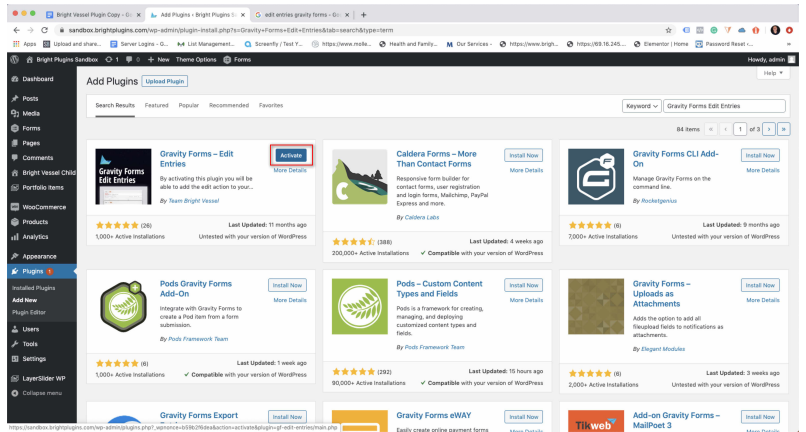 Bright Vessel Plugin Copy – Go
Add Plugins ‹ Bright Plugins Sa
edit entries gravity forms – Go
sandbox.brightplugins.com/wp-admin/plugin-install.php?s=Gravity+Forms+Edit+Entries&tab=search&type=term
Apps
Upload and share...
Server Logins – G...
List Management...
Screenfly / Test Y...
https://www.molle...
Health and Family...
Our Services ‹
https://www.brigh...
https://69.16.245....
Elementor | Home
Password Reset ‹...
Bright Plugins Sandbox 1 0 + New Theme Options Forms
Howdy, admin
Dashboard
Posts
Media
Forms
Pages
Comments
Bright Vessel Child
Portfolio Items
WooCommerce
Products
Analytics
Appearance
Plugins 1
Installed Plugins
Add New
Plugin Editor
Users
Tools
Settings
LayerSlider WP
Collapse menu
Help
Add Plugins Upload Plugin
Search Results Featured Popular Recommended Favorites
Keyword Gravity Forms Edit Entries
84 items « ‹ 1 of 3 › »
Gravity Forms
Edit Entries
Gravity Forms – Edit
Entries
Activate
More Details
By activating this plugin you will be
able to add the edit action to your...
By Team Bright Vessel
(26)
Last Updated: 11 months ago
1,000+ Active Installations
Untested with your version of WordPress
Caldera Forms – More
Than Contact Forms
Install Now
More Details
Responsive form builder for
contact forms, user registration
and login forms, Mailchimp, PayPal
Express and more.
By Caldera Labs
(388)
Last Updated: 4 weeks ago
200,000+ Active Installations
✓ Compatible with your version of WordPress
Gravity Forms CLI Add-
On
Install Now
More Details
Manage Gravity Forms on the
command line.
By Rocketgenius
(6)
Last Updated: 9 months ago
7,000+ Active Installations
Untested with your version of WordPress
Pods Gravity Forms
Add-On
Install Now
More Details
Integrate with Gravity Forms to
create a Pod item from a form
submission.
By Pods Framework Team
(6)
Last Updated: 1 week ago
1,000+ Active Installations
✓ Compatible with your version of WordPress
Pods – Custom Content
Types and Fields
Install Now
More Details
Pods is a framework for creating,
managing, and deploying
customized content types and
fields.
By Pods Framework Team
(292)
Last Updated: 15 hours ago
90,000+ Active Installations
✓ Compatible with your version of WordPress
Gravity Forms –
Uploads as
Attachments
Install Now
More Details
Adds the option to add all
fileupload fields to notifications as
attachments.
By Elegant Modules
(6)
Last Updated: 3 weeks ago
2,000+ Active Installations
Untested with your version of WordPress
Gravity Forms Export
Install Now
Gravity Forms eWAY
Install Now
More Details
Easily create online payment forms
Tikweb
Add-on Gravity Forms –
MailPoet 3
Install Now
More Details
https://sandbox.brightplugins.com/wp-admin/plugins.php?_wpnonce=b59b2f6dea&action=activate&plugin=gf-edit-entries/main.php